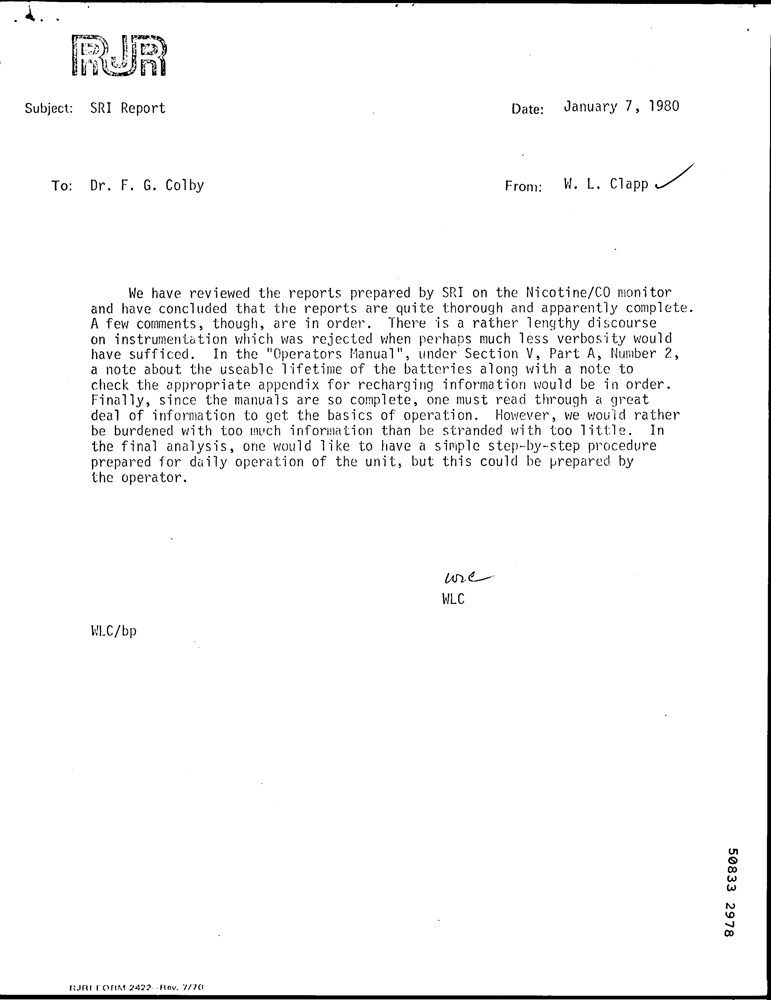 RJR
Subject: SRI Report
Date: January 7, 1980
To: Dr. F. G. Colby
From: W. L. Clapp
We have reviewed the reports prepared by SRI on the Nicotine/CO monitor
and have concluded that the reports are quite thorough and apparently complete.
A few comments, though, are in order. There is a rather lengthy discourse
on instrumentation which was rejected when perhaps much less verbosity would
have sufficed. In the "Operators Manual", under Section V, Part A, Number 2,
a note about the useable lifetime of the batteries along with a note to
check the appropriate appendix for recharging information would be in order.
Finally, since the manuals are so complete, one must read through a great
deal of information to get the basics of operation. However, we would rather
be burdened with too much information than be stranded with too little. In
the final analysis, one would like to have a simple step-by-step procedure
prepared for daily operation of the unit, but this could be prepared by
the operator.
wlc
WLC
WLC/bp
50833 2978
RJRI FORM 2422--Rev. 7/70